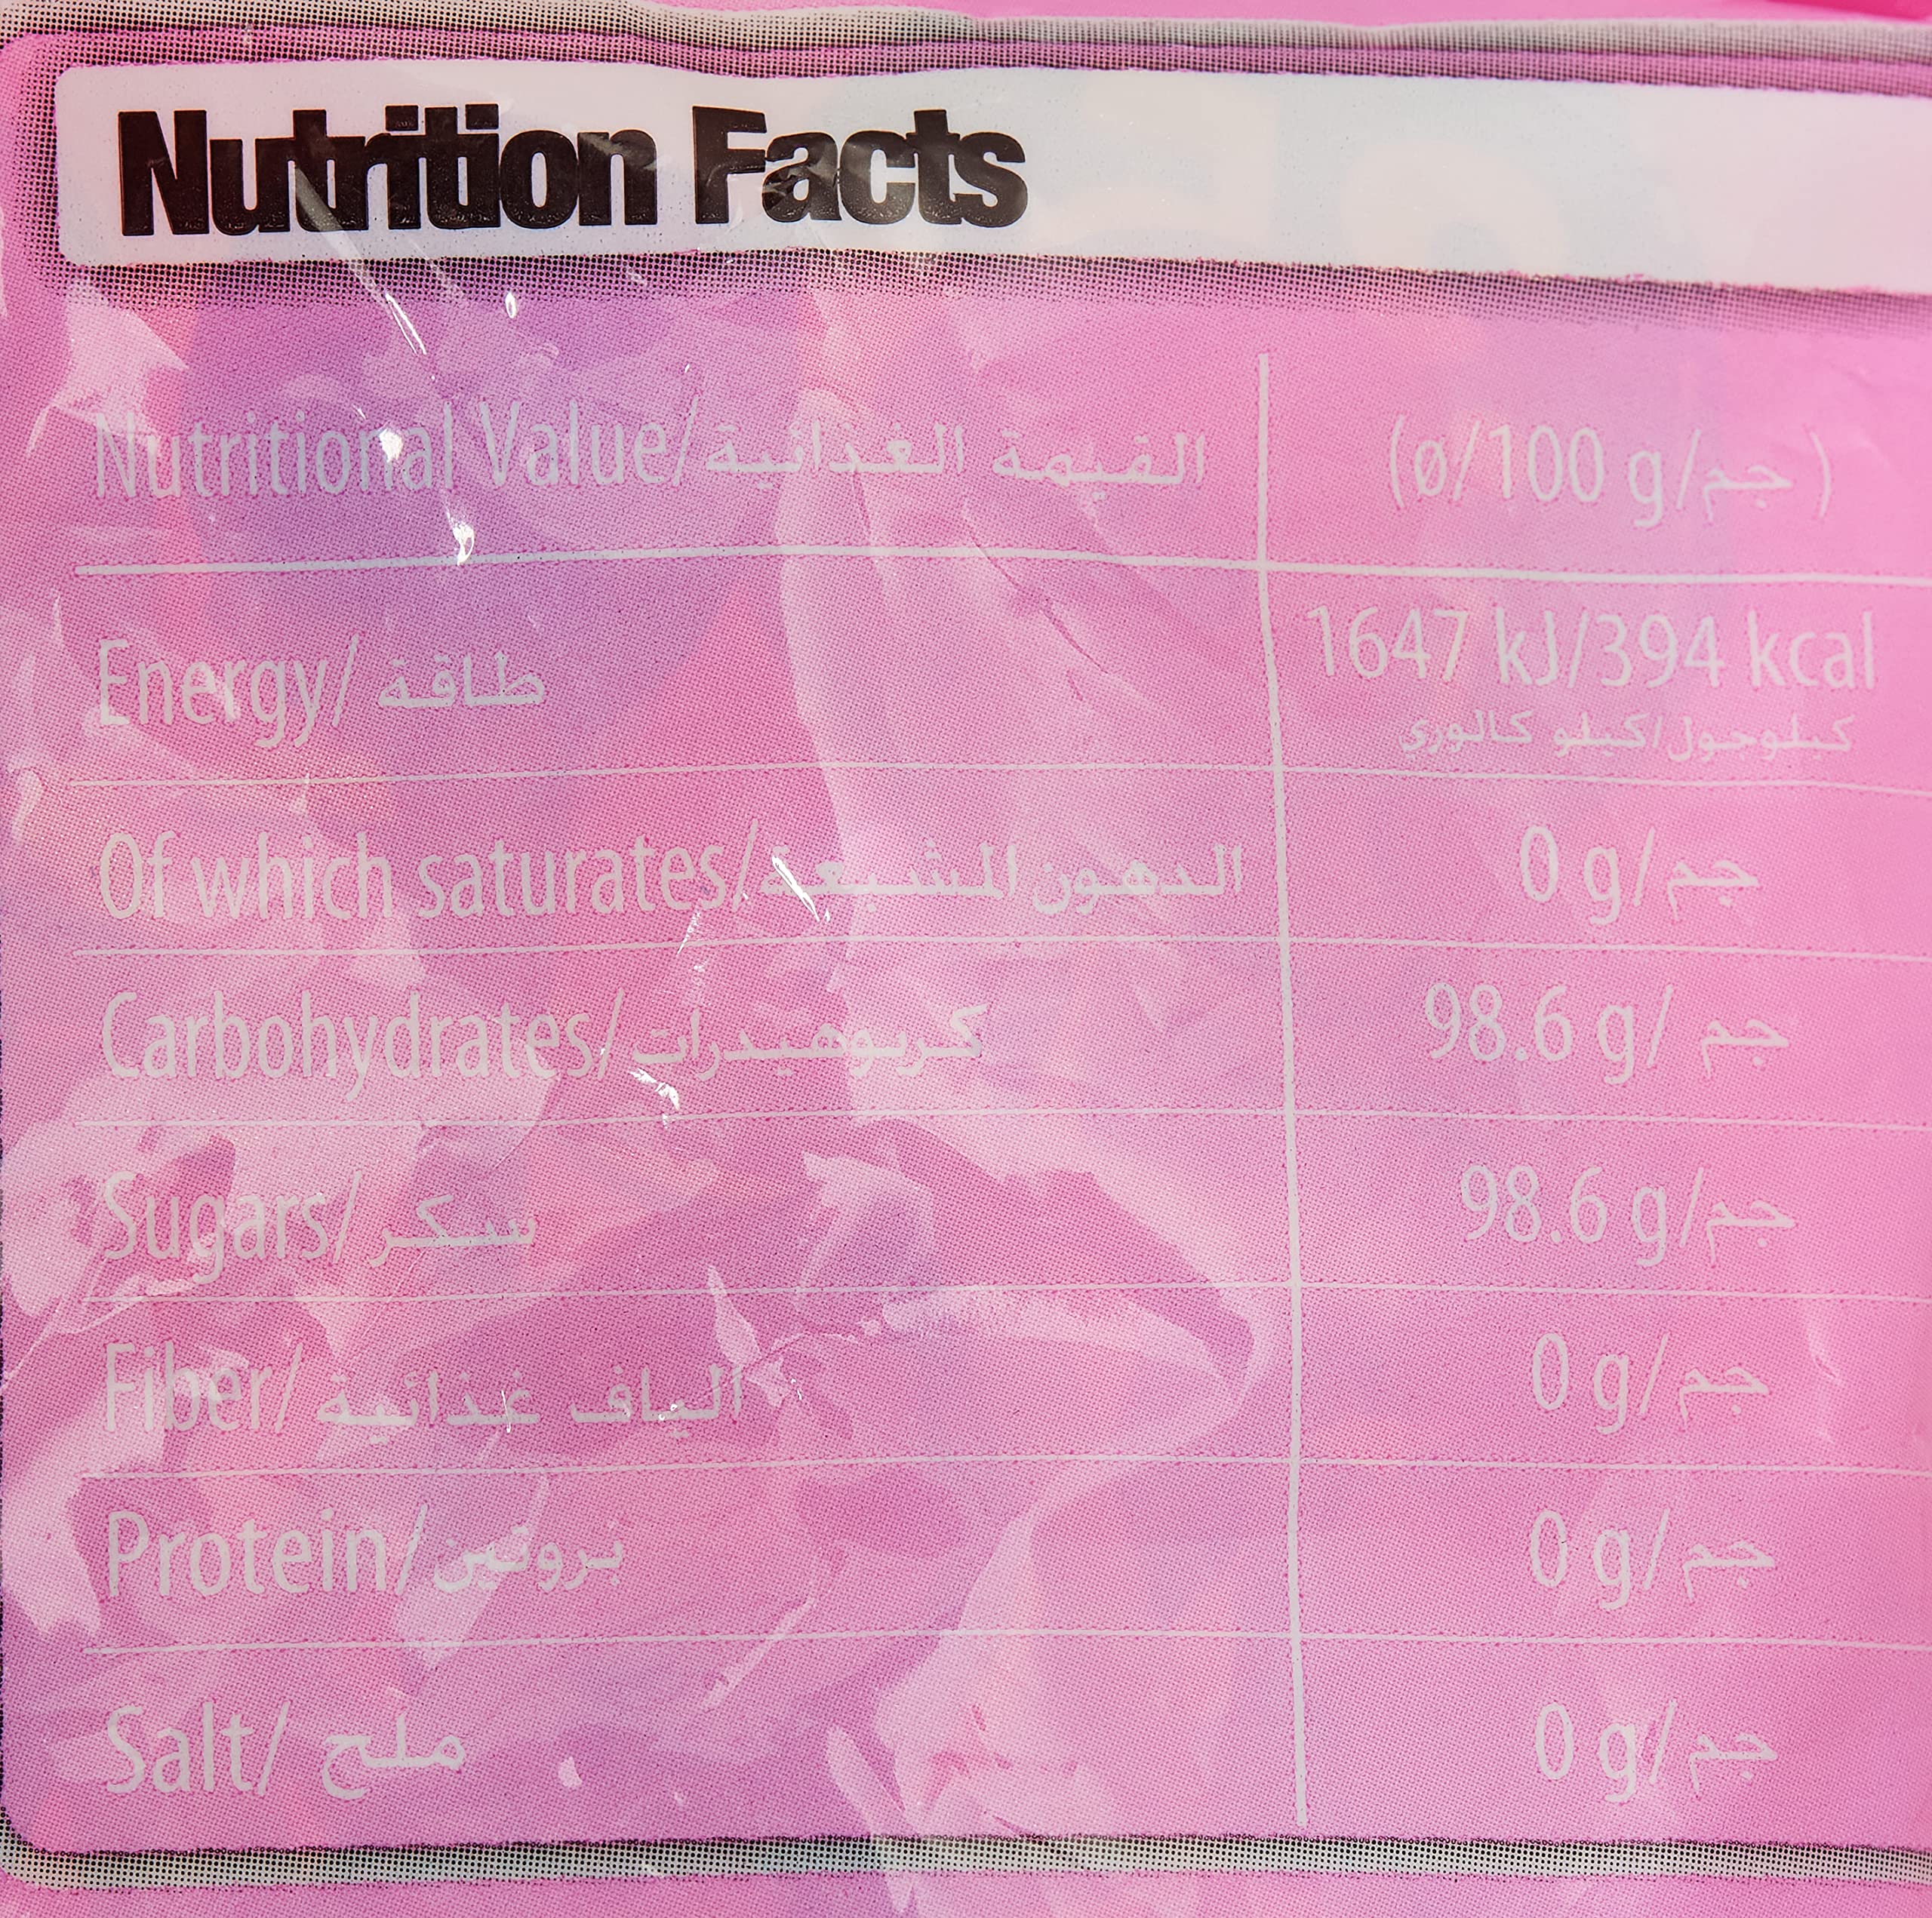 Nutrition Facts
Nutritional Value/القيمة الغذائية (ø/100 g/جم)
Energy/ طاقة 1647 kJ/394 kcal
كيلوجول/كيلو كالورى
Of which saturates/الدهون المشبعة 0 g/جم
Carbohydrates/كربوهيدرات 98.6 g/ جم
Sugars/سكر 98.6 g/جم
Fiber/ الياف غذائية 0 g/جم
Protein/بروتين 0 g/جم
Salt/ ملح 0 g/جم